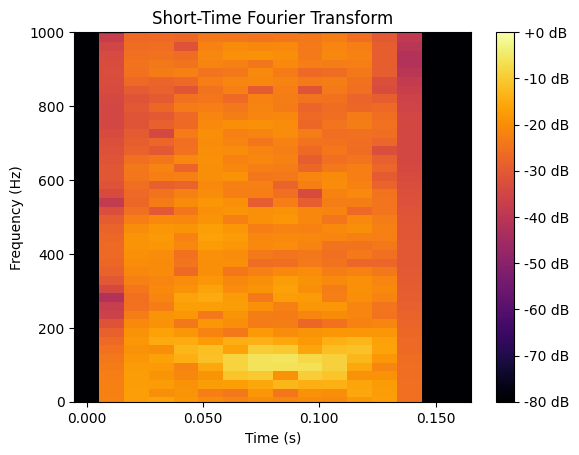 Short-Time Fourier Transform
1000
800
600
400
200
0
Frequency (Hz)
0.000
0.050
0.100
0.150
Time (s)
+0 dB
-10 dB
-20 dB
-30 dB
-40 dB
-50 dB
-60 dB
-70 dB
-80 dB